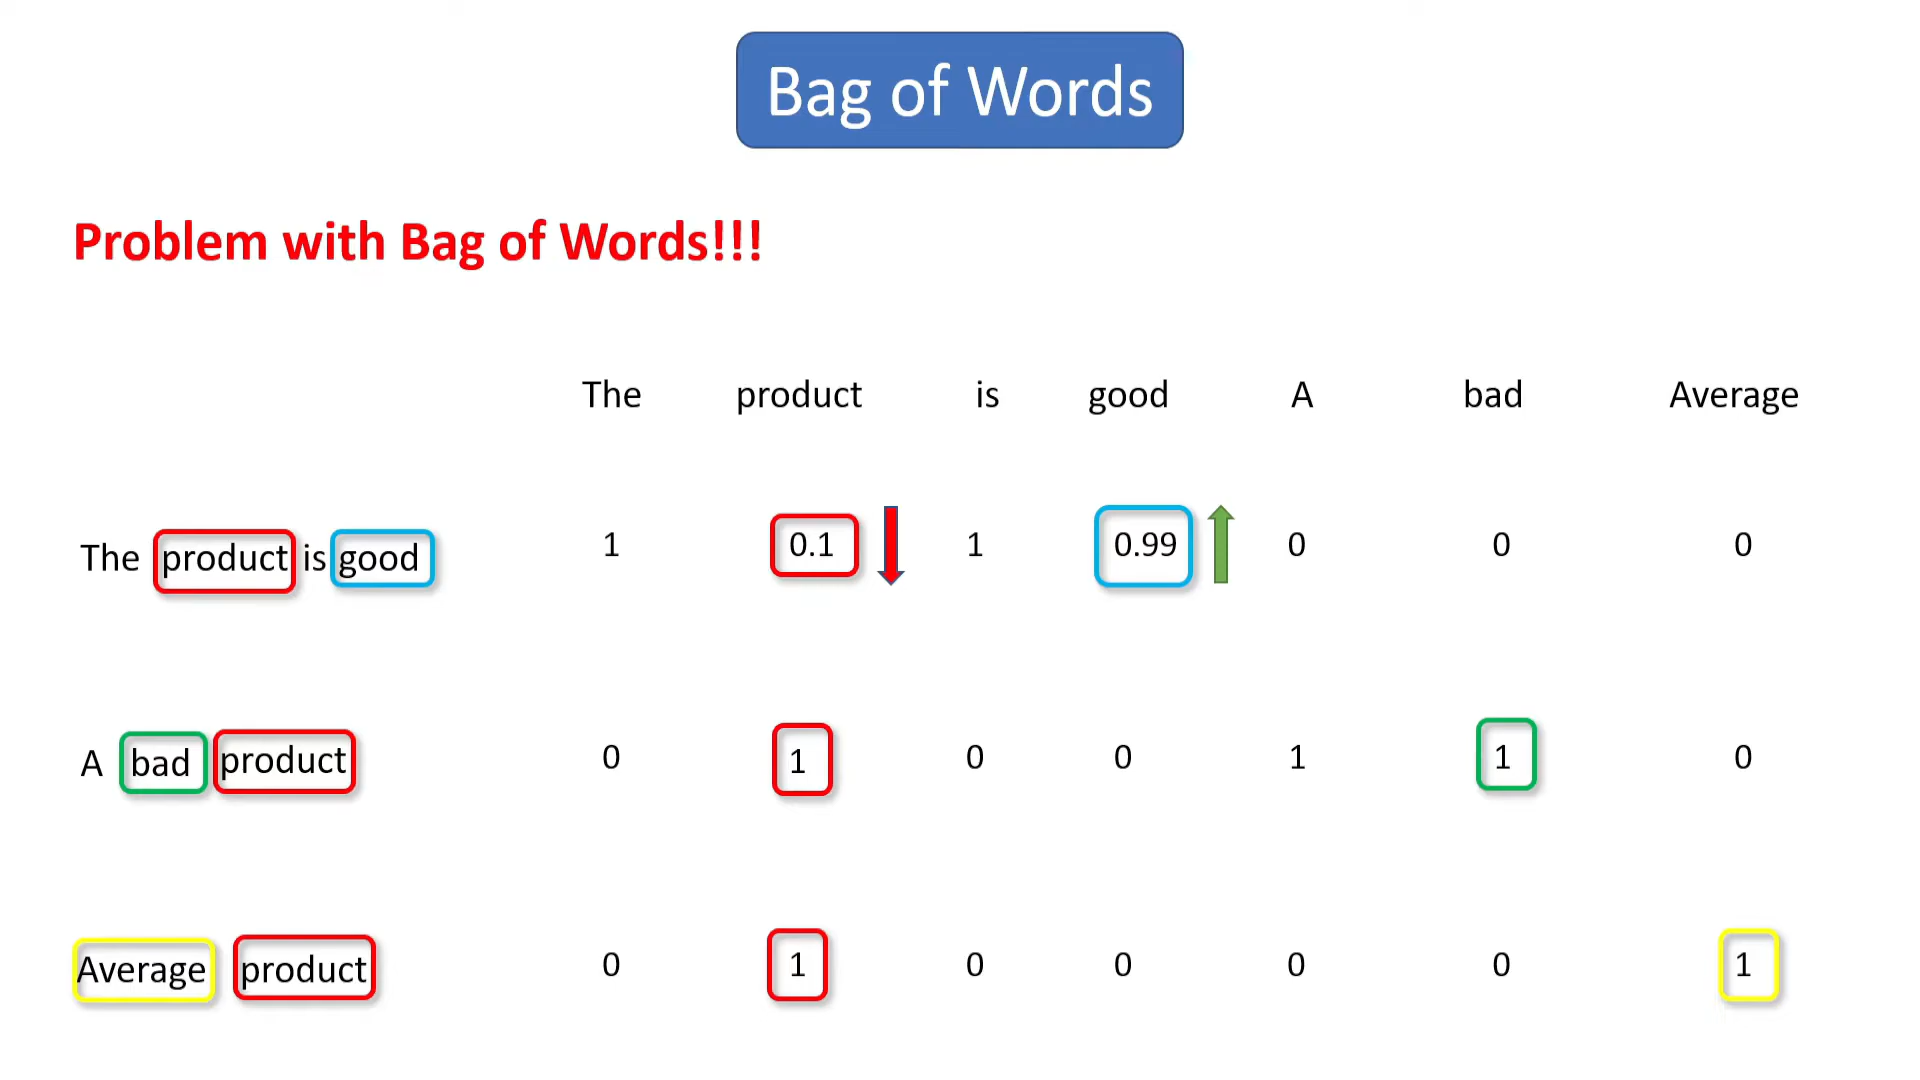 Bag of Words
Problem with Bag of Words!!!
The product is good A bad Average
The product is good 1 0.1 1 0.99 0 0 0
A bad product 0 1 0 0 1 1 0
Average product 0 1 0 0 0 0 1